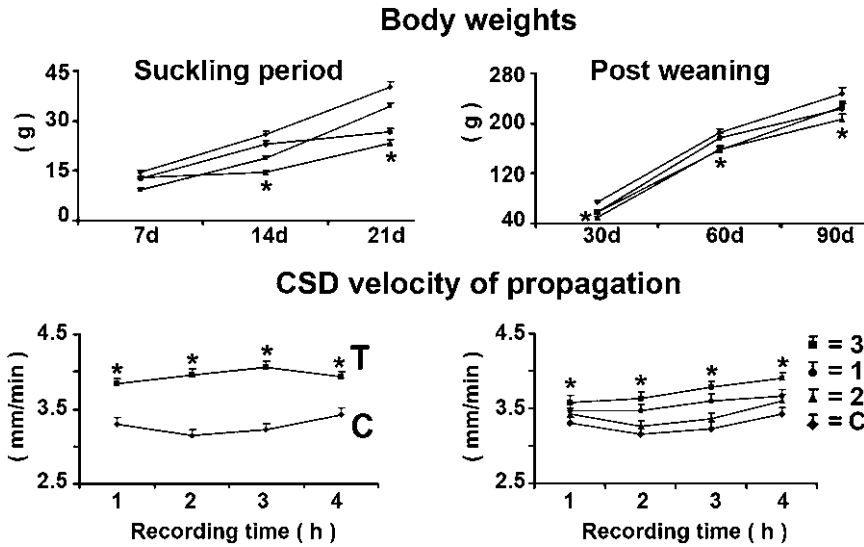 Body weights
Suckling period
45
30
15
0
( g )
*
*
7d 14d 21d
Post weaning
280
200
120
40
( g )
*
*
*
30d 60d 90d
CSD velocity of propagation
4.5
3.5
2.5
( mm/min )
* * * *
T
C
1 2 3 4
Recording time ( h )
4.5
3.5
2.5
( mm/min )
* * * *
1 2 3 4
Recording time ( h )
= 3
= 1
= 2
= C